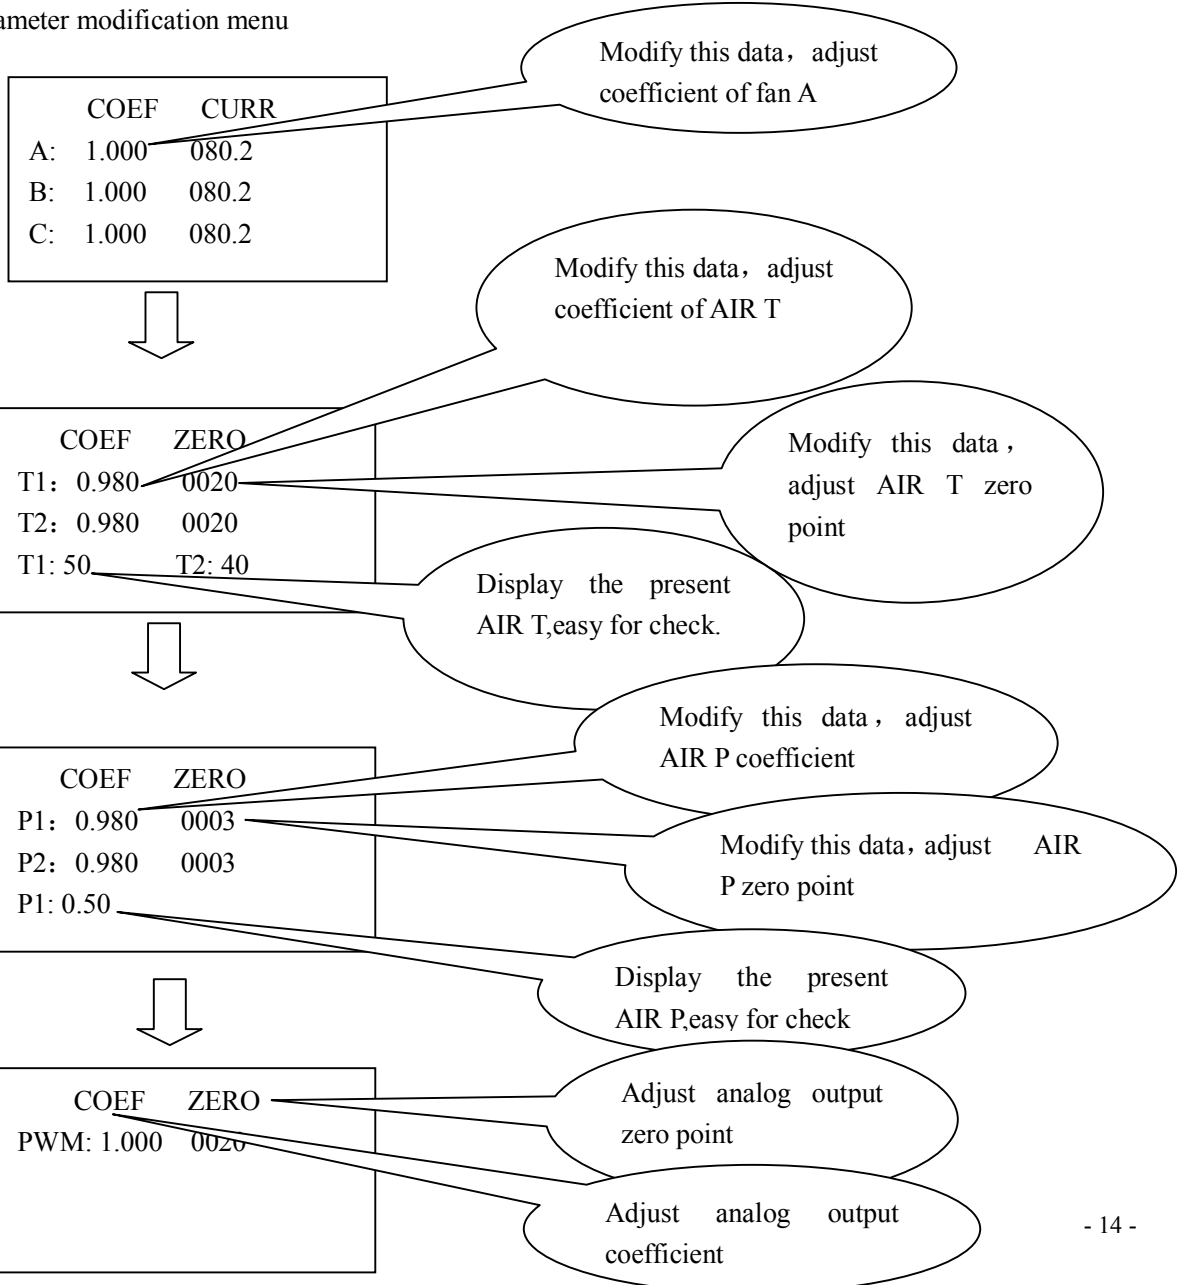 ameter modification menu
Modify this data，adjust
coefficient of fan A
COEF CURR
A: 1.000 080.2
B: 1.000 080.2
C: 1.000 080.2
Modify this data，adjust
coefficient of AIR T
COEF ZERO
T1：0.980 0020
T2：0.980 0020
T1: 50 T2: 40
Modify this data，
adjust AIR T zero
point
Display the present
AIR T,easy for check.
Modify this data，adjust
AIR P coefficient
COEF ZERO
P1：0.980 0003
P2：0.980 0003
P1: 0.50
Modify this data，adjust AIR
P zero point
Display the present
AIR P,easy for check
COEF ZERO
PWM: 1.000 0020
Adjust analog output
zero point
Adjust analog output
coefficient
- 14 -